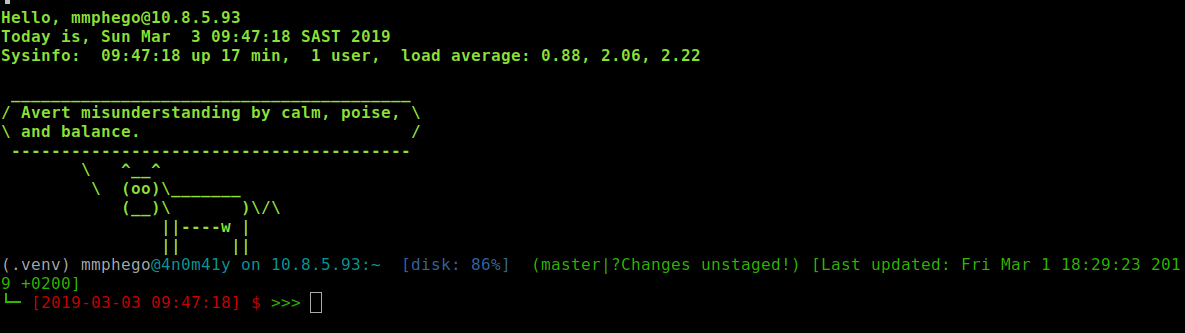 Hello, mmphego@10.8.5.93
Today is, Sun Mar  3 09:47:18 SAST 2019
Sysinfo:  09:47:18 up 17 min,  1 user,  load average: 0.88, 2.06, 2.22

 ________________________________________
/ Avert misunderstanding by calm, poise, \
\ and balance.                           /
 ----------------------------------------
        \   ^__^
         \  (oo)\_______
            (__)\       )\/\
                ||----w |
                ||     ||
(.venv) mmphego@4n0m41y on 10.8.5.93:~  [disk: 86%]  (master|?Changes unstaged!) [Last updated: Fri Mar 1 18:29:23 201
9 +0200]
└─ [2019-03-03 09:47:18] $ >>>